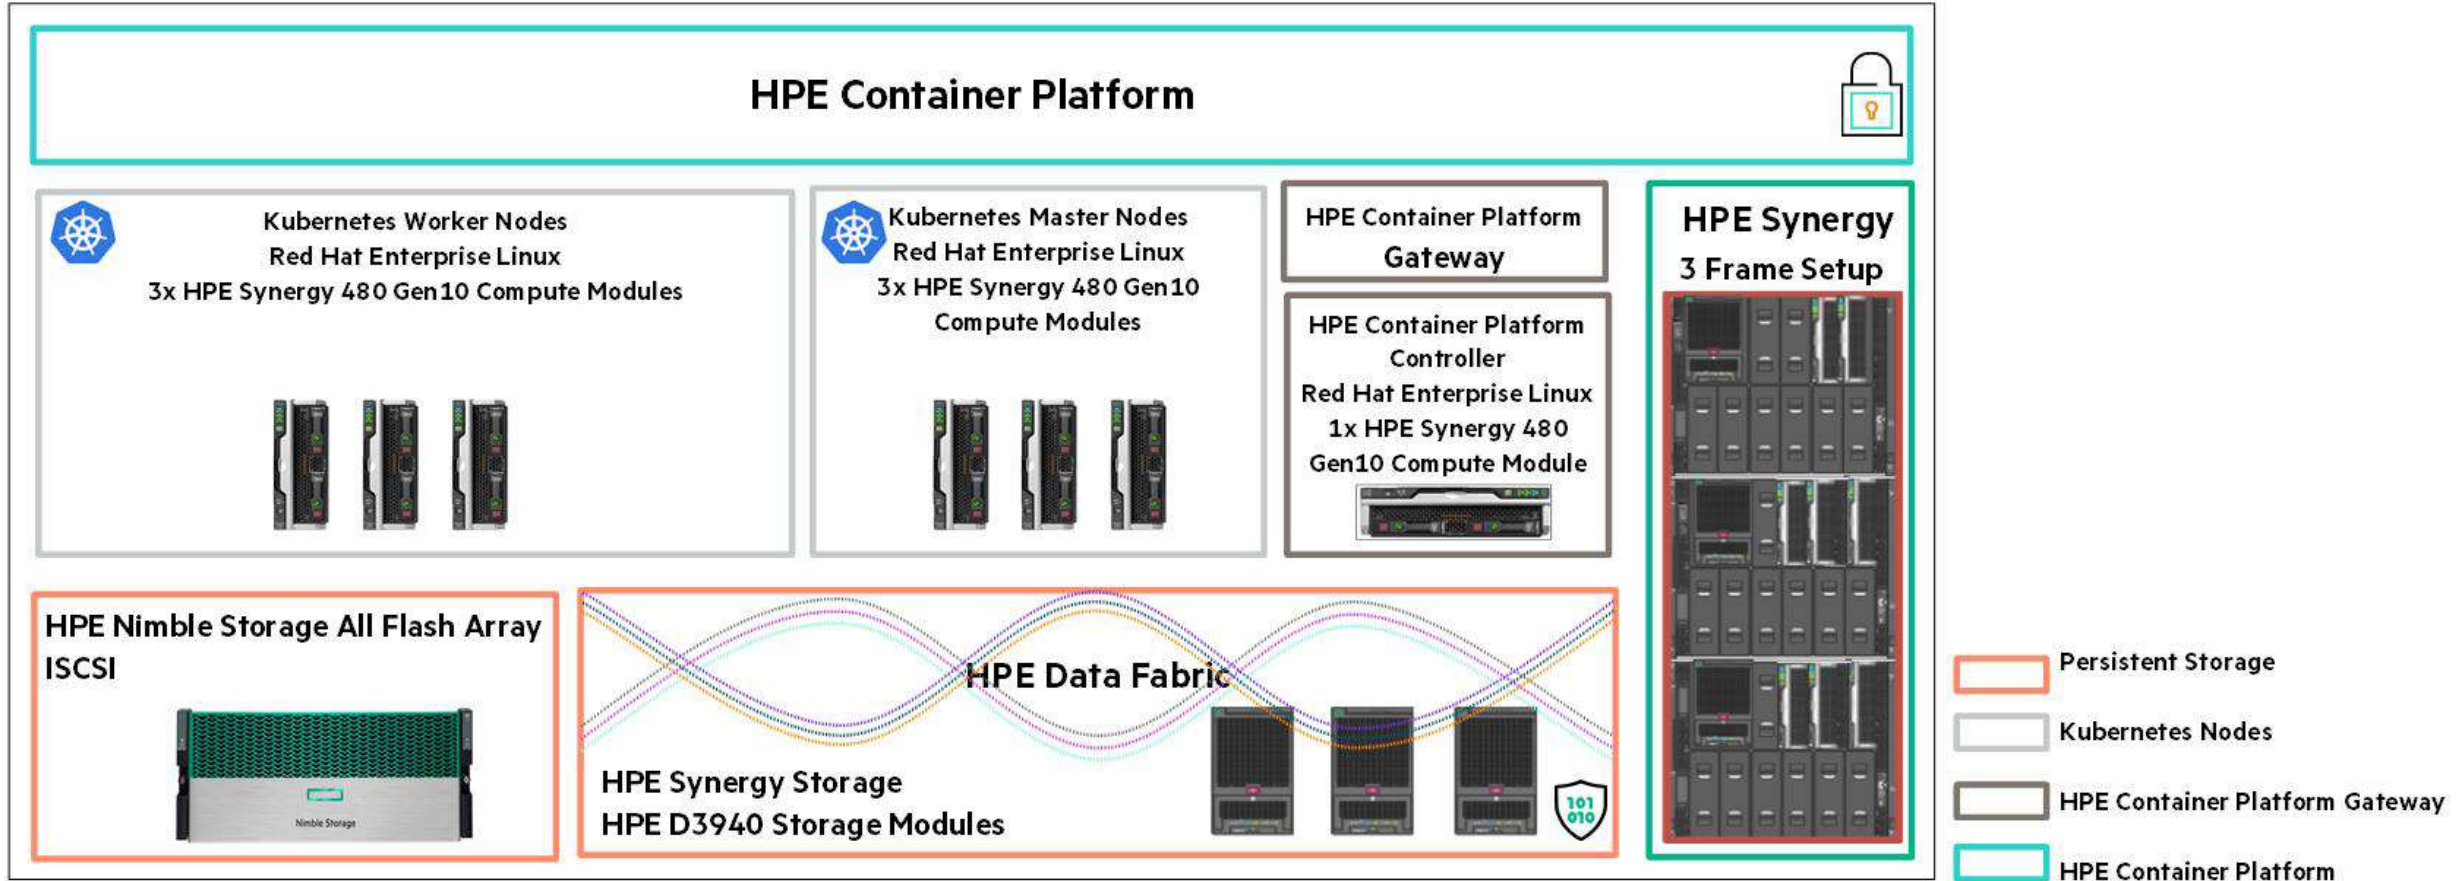 HPE Container Platform
Kubernetes Worker Nodes
Red Hat Enterprise Linux
3x HPE Synergy 480 Gen10 Compute Modules
Kubernetes Master Nodes
Red Hat Enterprise Linux
3x HPE Synergy 480 Gen10
Compute Modules
HPE Container Platform
Gateway
HPE Container Platform
Controller
Red Hat Enterprise Linux
1x HPE Synergy 480
Gen10 Compute Module
HPE Synergy
3 Frame Setup
HPE Nimble Storage All Flash Array
ISCSI
Nimble Storage
HPE Data Fabric
HPE Synergy Storage
HPE D3940 Storage Modules
101
010
Persistent Storage
Kubernetes Nodes
HPE Container Platform Gateway
HPE Container Platform